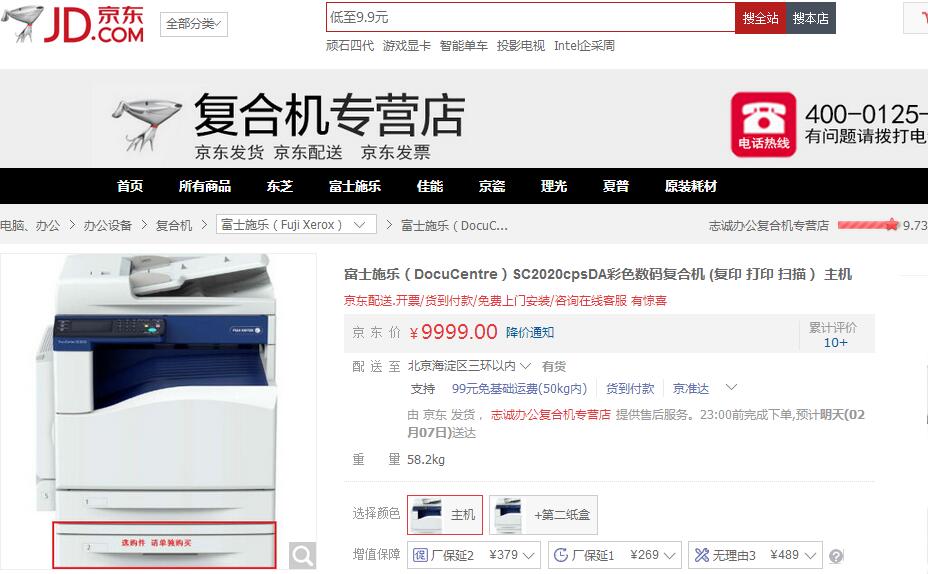 JD.COM 京东
全部分类
低至9.9元
搜全站 搜本店
顽石四代 游戏显卡 智能单车 投影电视 Intel企采周
复合机专营店
京东发货 京东配送 京东发票
电话热线
400-0125-
有问题请拨打电
首页 所有商品 东芝 富士施乐 佳能 京瓷 理光 夏普 原装耗材
电脑、办公 > 办公设备 > 复合机 > 富士施乐（Fuji Xerox） > 富士施乐（DocuC...
志诚办公复合机专营店 9.73
富士施乐（DocuCentre）SC2020cpsDA彩色数码复合机 (复印 打印 扫描 ）主机
京东配送.开票/货到付款/免费上门安装/咨询在线客服 有惊喜
京东价 ￥9999.00 降价通知
累计评价
10+
配送至 北京海淀区三环以内 有货
支持 99元免基础运费(50kg内) 货到付款 京准达
由 京东 发货， 志诚办公复合机专营店 提供售后服务。23:00前完成下单,预计明天(02
月07日)送达
重量 58.2kg
选择颜色 主机 +第二纸盒
增值保障 厂保延2 ¥379 厂保延1 ¥269 无理由3 ¥489
FUJI XEROX
5
1
2
选购件 请单独购买